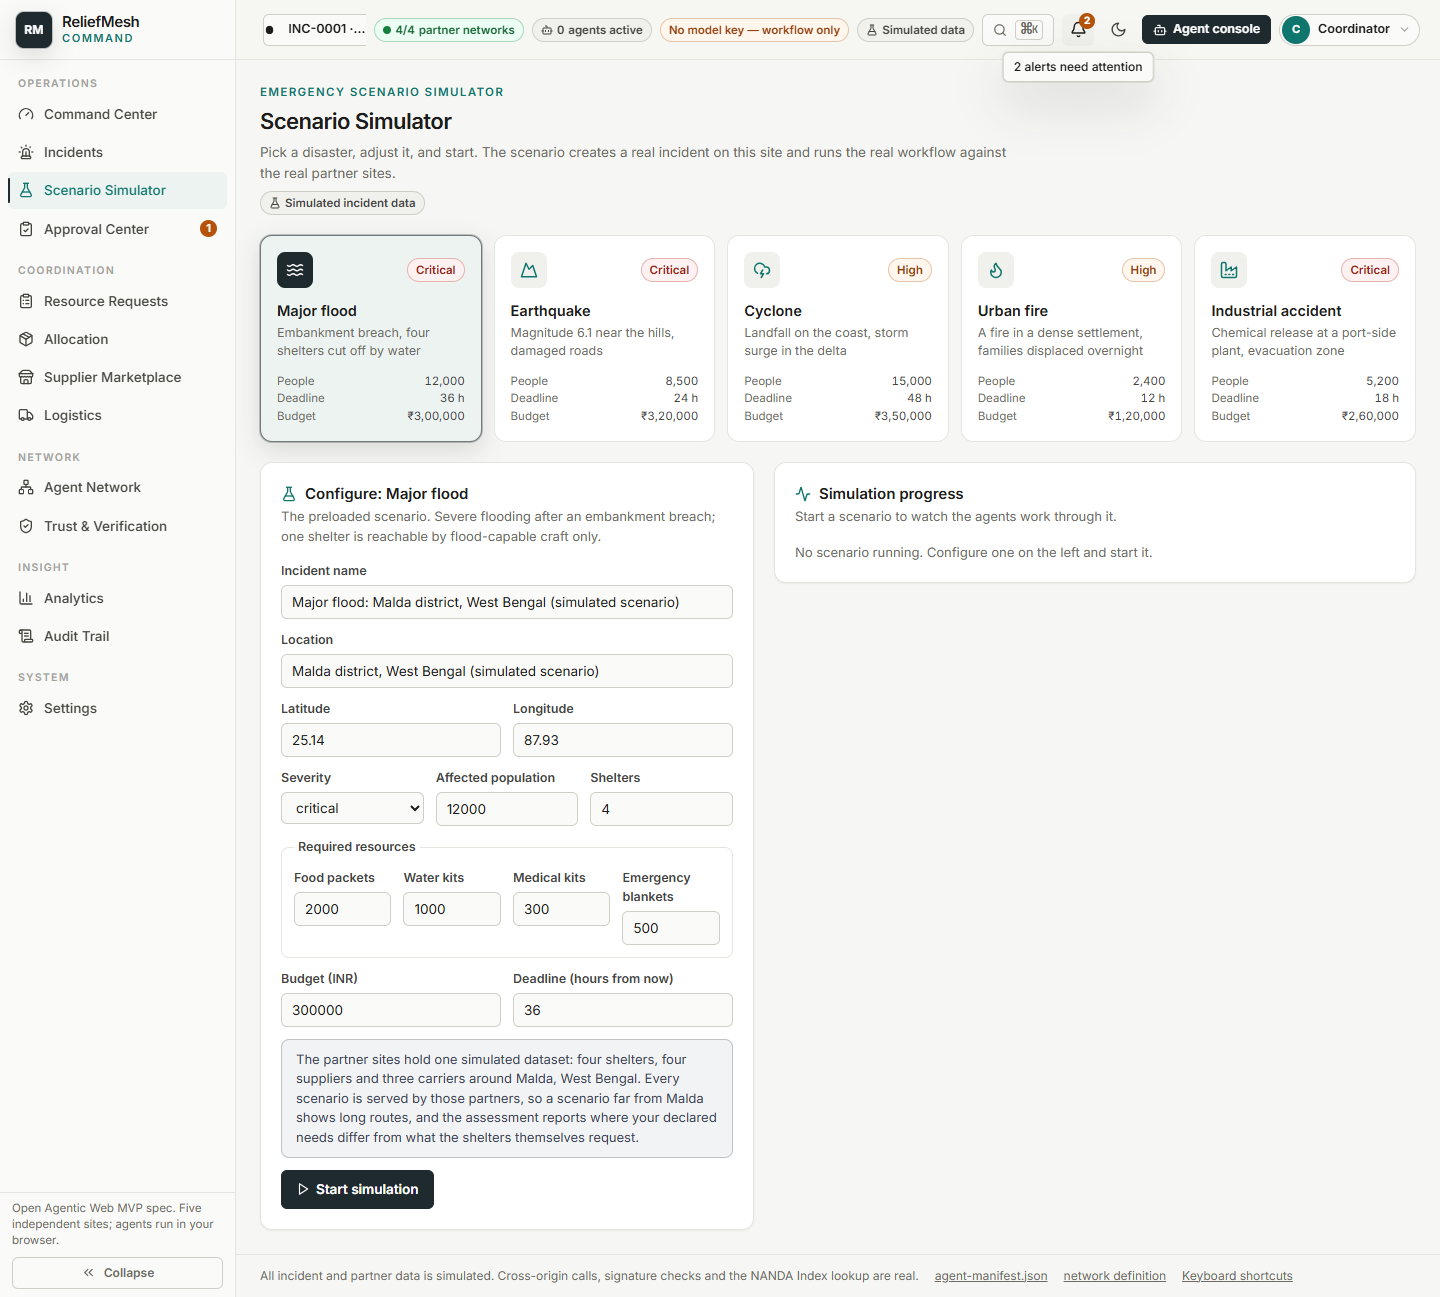 RM
ReliefMesh
COMMAND
INC-0001 ·...
4/4 partner networks
0 agents active
No model key — workflow only
Simulated data
⌘K
2
Agent console
C
Coordinator
2 alerts need attention
OPERATIONS
Command Center
Incidents
Scenario Simulator
Approval Center
1
COORDINATION
Resource Requests
Allocation
Supplier Marketplace
Logistics
NETWORK
Agent Network
Trust & Verification
INSIGHT
Analytics
Audit Trail
SYSTEM
Settings
Open Agentic Web MVP spec. Five
independent sites; agents run in your
browser.
Collapse
EMERGENCY SCENARIO SIMULATOR
Scenario Simulator
Pick a disaster, adjust it, and start. The scenario creates a real incident on this site and runs the real workflow against
the real partner sites.
Simulated incident data
Critical
Major flood
Embankment breach, four
shelters cut off by water
People 12,000
Deadline 36 h
Budget ₹3,00,000
Critical
Earthquake
Magnitude 6.1 near the hills,
damaged roads
People 8,500
Deadline 24 h
Budget ₹3,20,000
High
Cyclone
Landfall on the coast, storm
surge in the delta
People 15,000
Deadline 48 h
Budget ₹3,50,000
High
Urban fire
A fire in a dense settlement,
families displaced overnight
People 2,400
Deadline 12 h
Budget ₹1,20,000
Critical
Industrial accident
Chemical release at a port-side
plant, evacuation zone
People 5,200
Deadline 18 h
Budget ₹2,60,000
Configure: Major flood
The preloaded scenario. Severe flooding after an embankment breach;
one shelter is reachable by flood-capable craft only.
Incident name
Major flood: Malda district, West Bengal (simulated scenario)
Location
Malda district, West Bengal (simulated scenario)
Latitude Longitude
25.14 87.93
Severity Affected population Shelters
critical 12000 4
Required resources
Food packets Water kits Medical kits Emergency
blankets
2000 1000 300
500
Budget (INR) Deadline (hours from now)
300000 36
The partner sites hold one simulated dataset: four shelters, four
suppliers and three carriers around Malda, West Bengal. Every
scenario is served by those partners, so a scenario far from Malda
shows long routes, and the assessment reports where your declared
needs differ from what the shelters themselves request.
Start simulation
Simulation progress
Start a scenario to watch the agents work through it.
No scenario running. Configure one on the left and start it.
All incident and partner data is simulated. Cross-origin calls, signature checks and the NANDA Index lookup are real. agent-manifest.json network definition Keyboard shortcuts